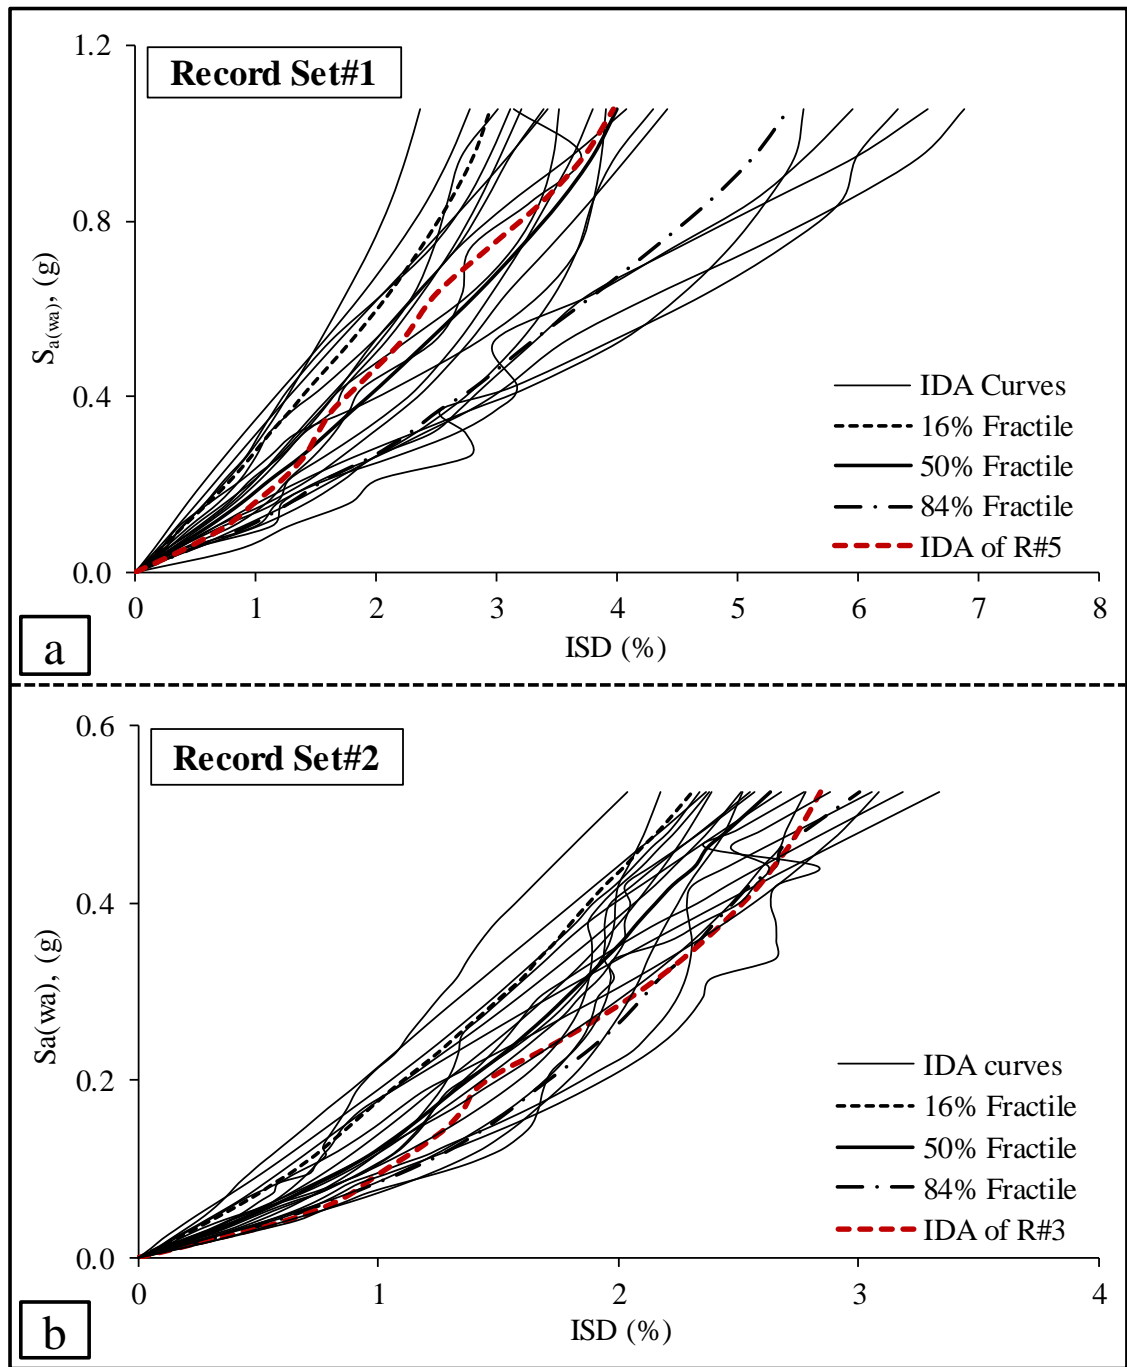 Record Set#1
1.2
0.8
0.4
0.0
Sa(wa), (g)
IDA Curves
16% Fractile
50% Fractile
84% Fractile
IDA of R#5
0 1 2 3 4 5 6 7 8
ISD (%)
a
Record Set#2
0.6
0.4
0.2
0.0
Sa(wa), (g)
IDA curves
16% Fractile
50% Fractile
84% Fractile
IDA of R#3
0 1 2 3 4
ISD (%)
b